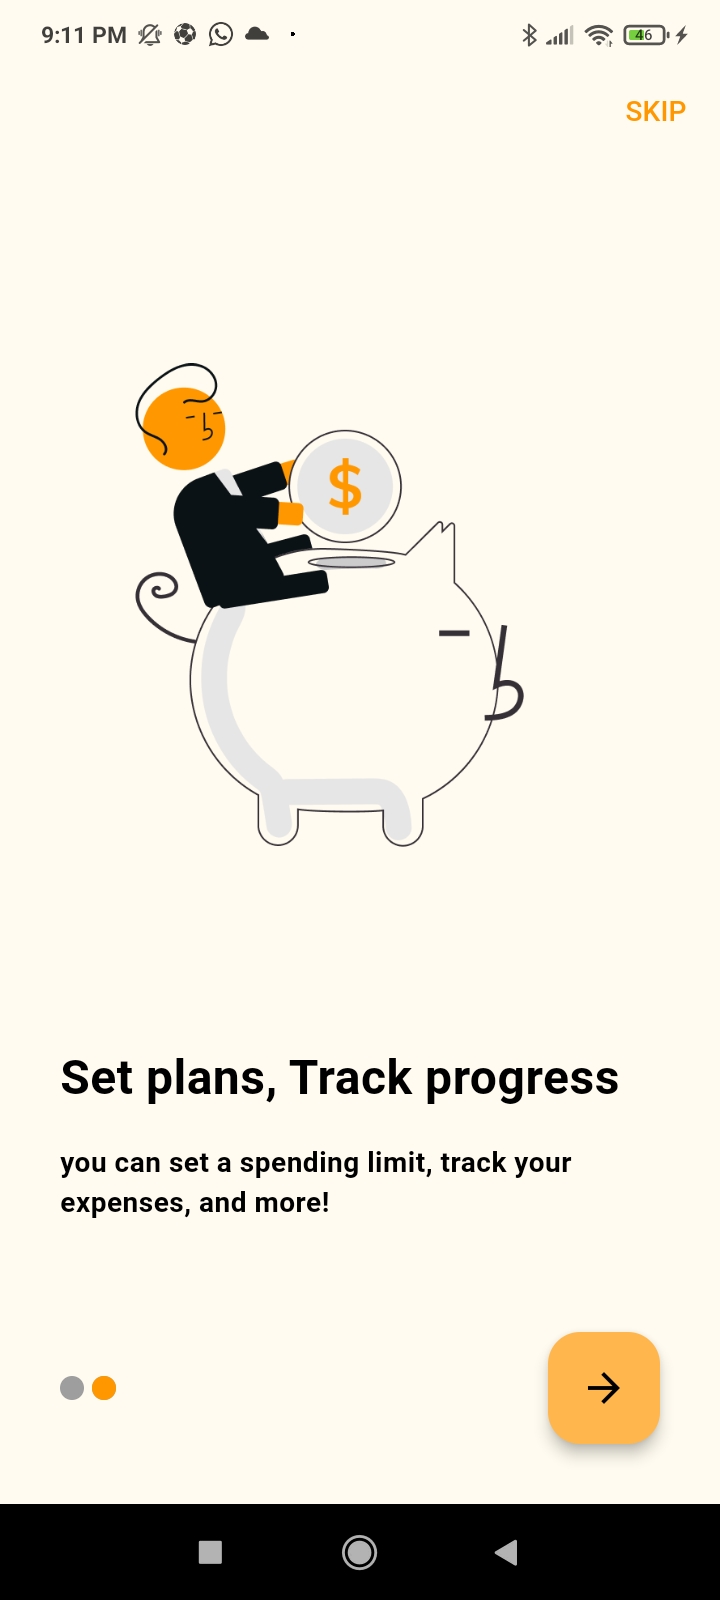 9:11 PM
46
SKIP
$
Set plans, Track progress
you can set a spending limit, track your
expenses, and more!